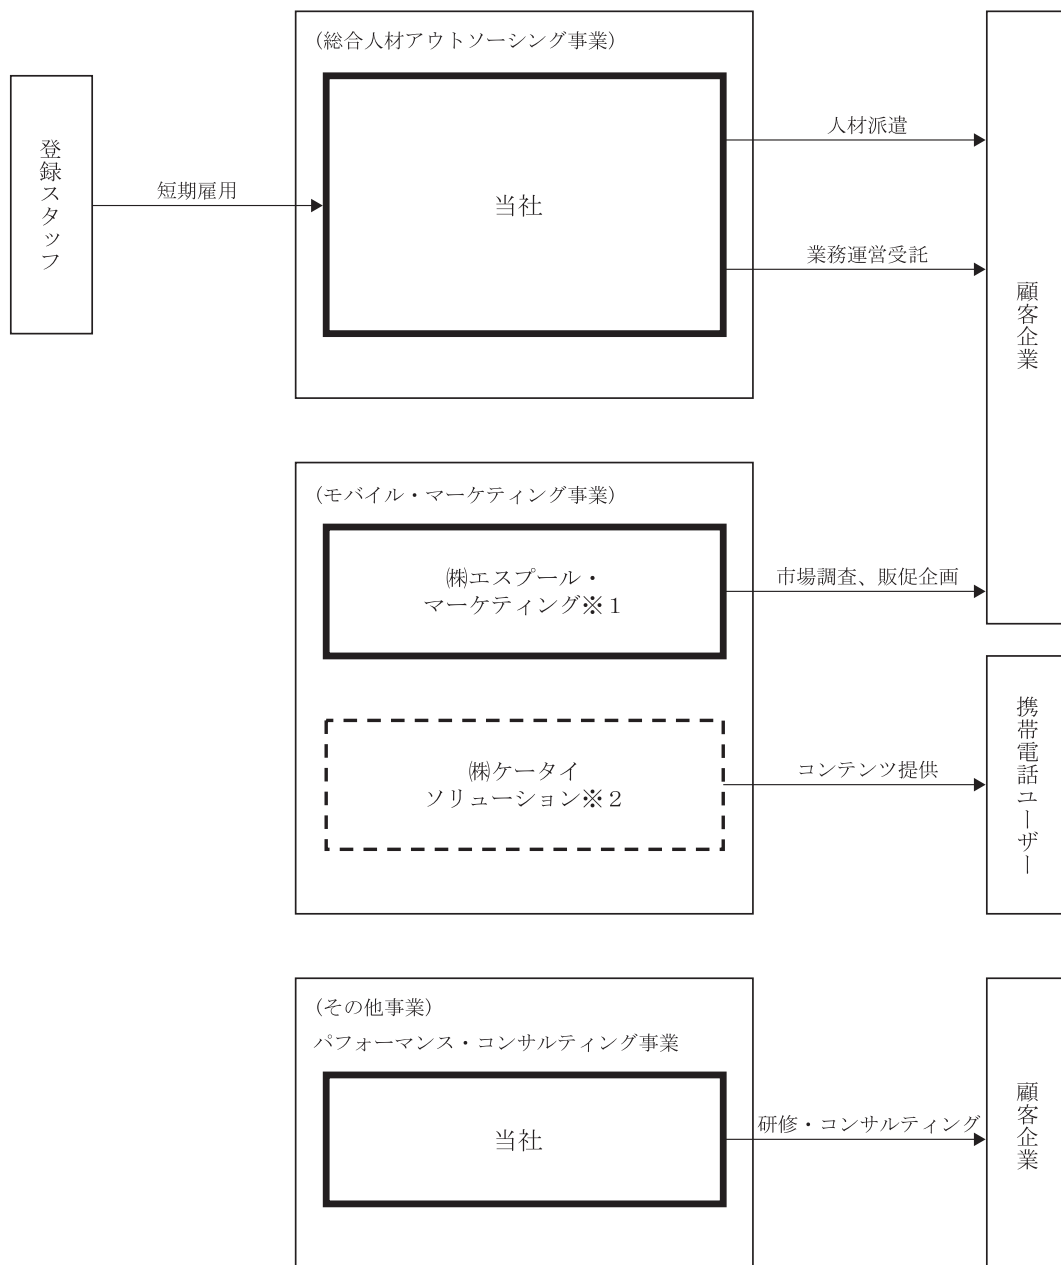 (総合人材アウトソーシング事業)
登録スタッフ
短期雇用
当社
人材派遣
業務運営受託
顧客企業
(モバイル・マーケティング事業)
㈱エスプール・
マーケティング※1
市場調査、販促企画
㈱ケータイ
ソリューション※2
コンテンツ提供
携帯電話ユーザー
(その他事業)
パフォーマンス・コンサルティング事業
当社
研修・コンサルティング
顧客企業